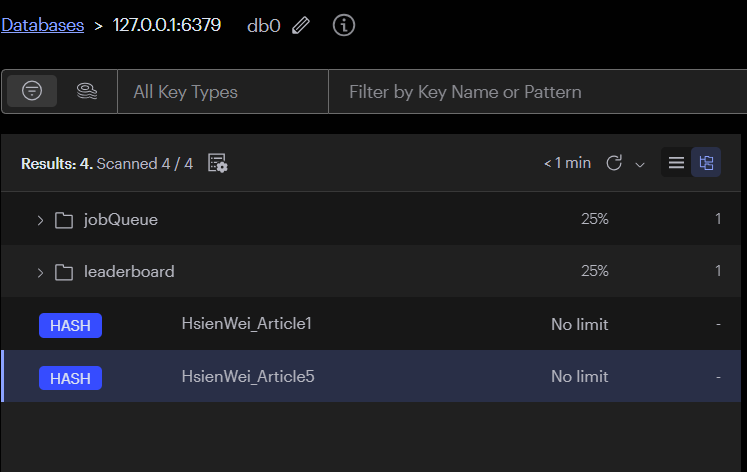 Databases > 127.0.0.1:6379 db0
All Key Types Filter by Key Name or Pattern
Results: 4. Scanned 4 / 4 < 1 min
jobQueue 25% 1
leaderboard 25% 1
HASH HsienWei_Article1 No limit -
HASH HsienWei_Article5 No limit -